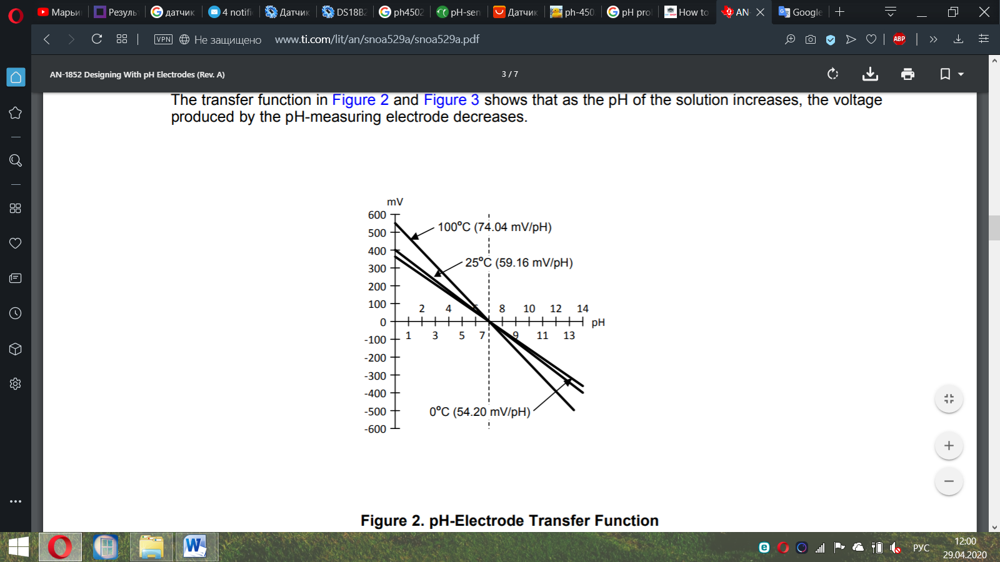 Марьи
Резуль
датчик
4 notifi
Датчик
DS18B2
ph4502
pH-sen
Датчик
ph-450
pH pro
How to
AN-
Google
VPN
Не защищено
www.ti.com/lit/an/snoa529a/snoa529a.pdf
ABP
AN-1852 Designing With pH Electrodes (Rev. A)
3 / 7
The transfer function in Figure 2 and Figure 3 shows that as the pH of the solution increases, the voltage
produced by the pH-measuring electrode decreases.
mV
600
100°C (74.04 mV/pH)
500
400
25°C (59.16 mV/pH)
300
200
100
2 4 6 8 10 12 14
0
pH
1 3 5 7 9 11 13
-100
-200
-300
-400
-500
0°C (54.20 mV/pH)
-600
Figure 2. pH-Electrode Transfer Function
РУС
12:00
29.04.2020